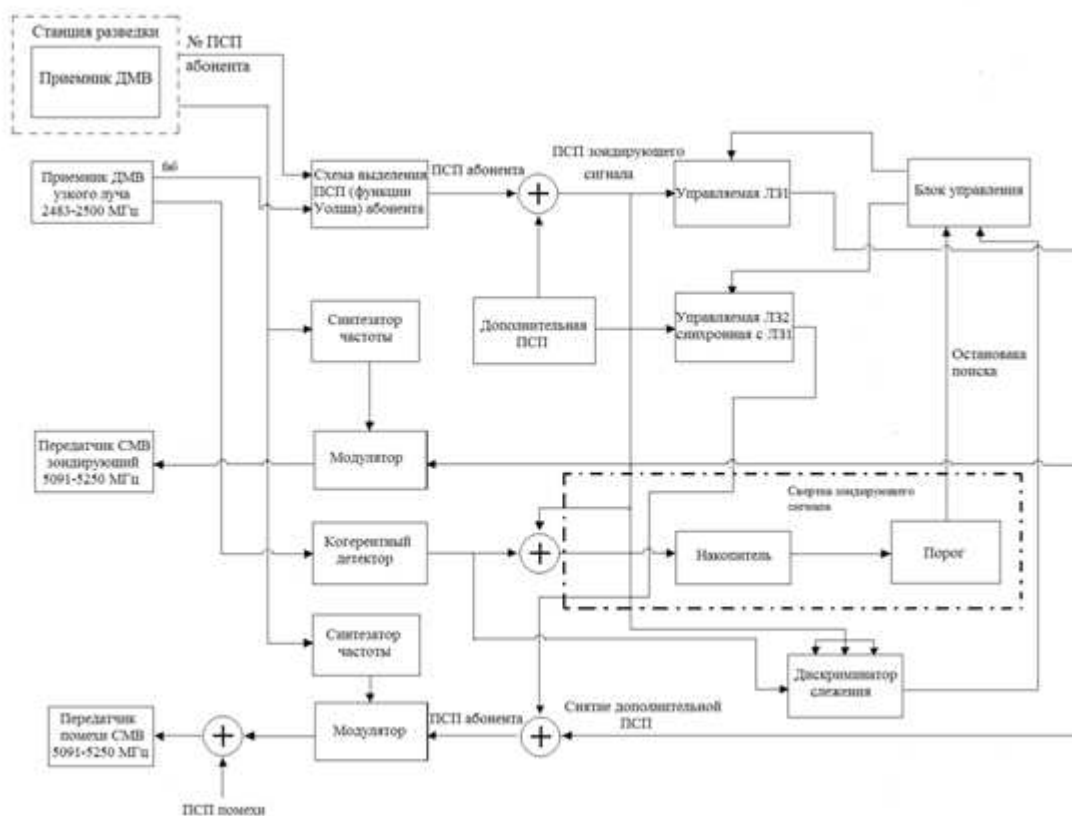 Станция разведки
Приемник ДМВ
№ ПСП
абонента
Приемник ДМВ
узкого луча
2483-2500 МГц
Схема выделения
ПСП (функции
Уолша) абонента
ПСП абонента
ПСП зондирующего
сигнала
Управляемая ЛЗ1
Блок управления
Синтезатор
частоты
Дополнительная
ПСП
Управляемая ЛЗ2
синхронная с ЛЗ1
Остановака
поиска
Передатчик СМВ
зондирующий
5091-5250 МГц
Модулятор
Свертка зондирующего
сигнала
Когерентный
детектор
Накопитель
Порог
Синтезатор
частоты
Дискриминатор
слежения
Передатчик
помехи СМВ
5091-5250 МГц
Модулятор
ПСП абонента
Снятие дополнительной
ПСП
ПСП помехи